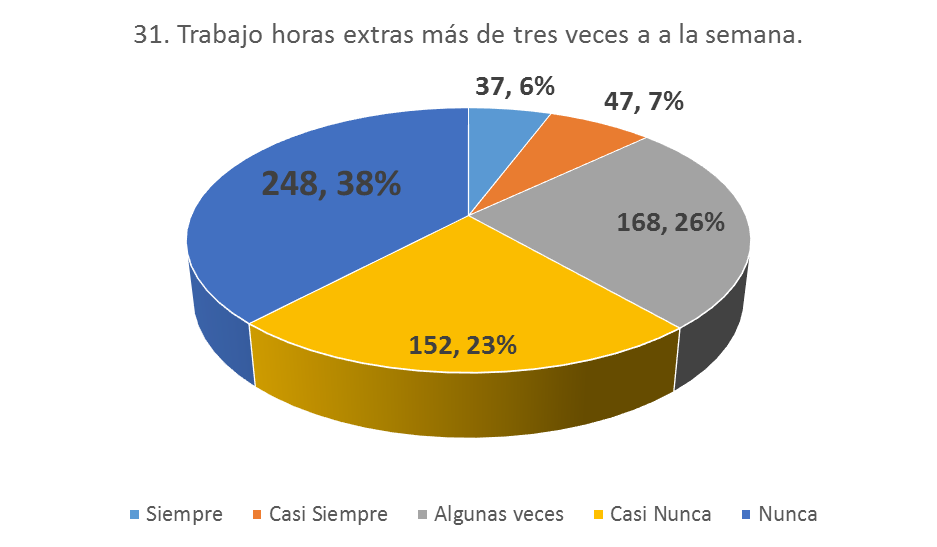 31. Trabajo horas extras más de tres veces a a la semana.
37, 6%
47, 7%
248, 38%
168, 26%
152, 23%
Siempre Casi Siempre Algunas veces Casi Nunca Nunca